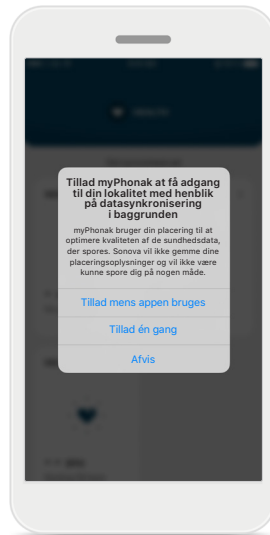 Tillad myPhonak at få adgang
til din lokalitet med henblik
på datasynkronisering
i baggrunden
myPhonak bruger din placering til at
optimere kvaliteten af de sundhedsdata,
der spores. Sonova vil ikke gemme dine
placeringsoplysninger og vil ikke være
kunne spore dig på nogen måde.
Tillad mens appen bruges
Tillad én gang
Afvis